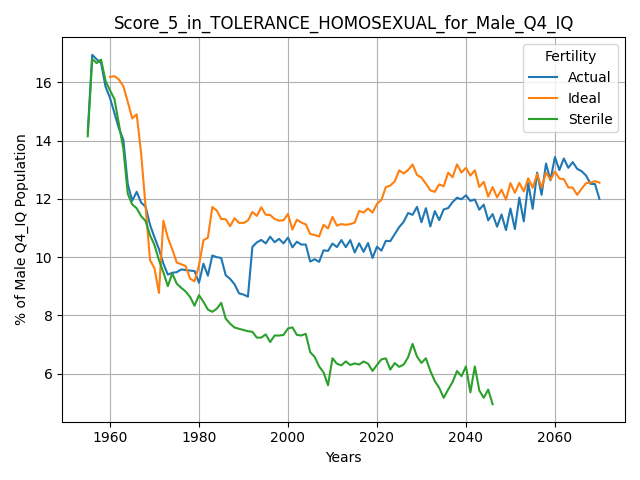 Score_5_in_TOLERANCE_HOMOSEXUAL_for_Male_Q4_IQ
Fertility
Actual
Ideal
Sterile
% of Male Q4_IQ Population
16
14
12
10
8
6
1960
1980
2000
2020
2040
2060
Years